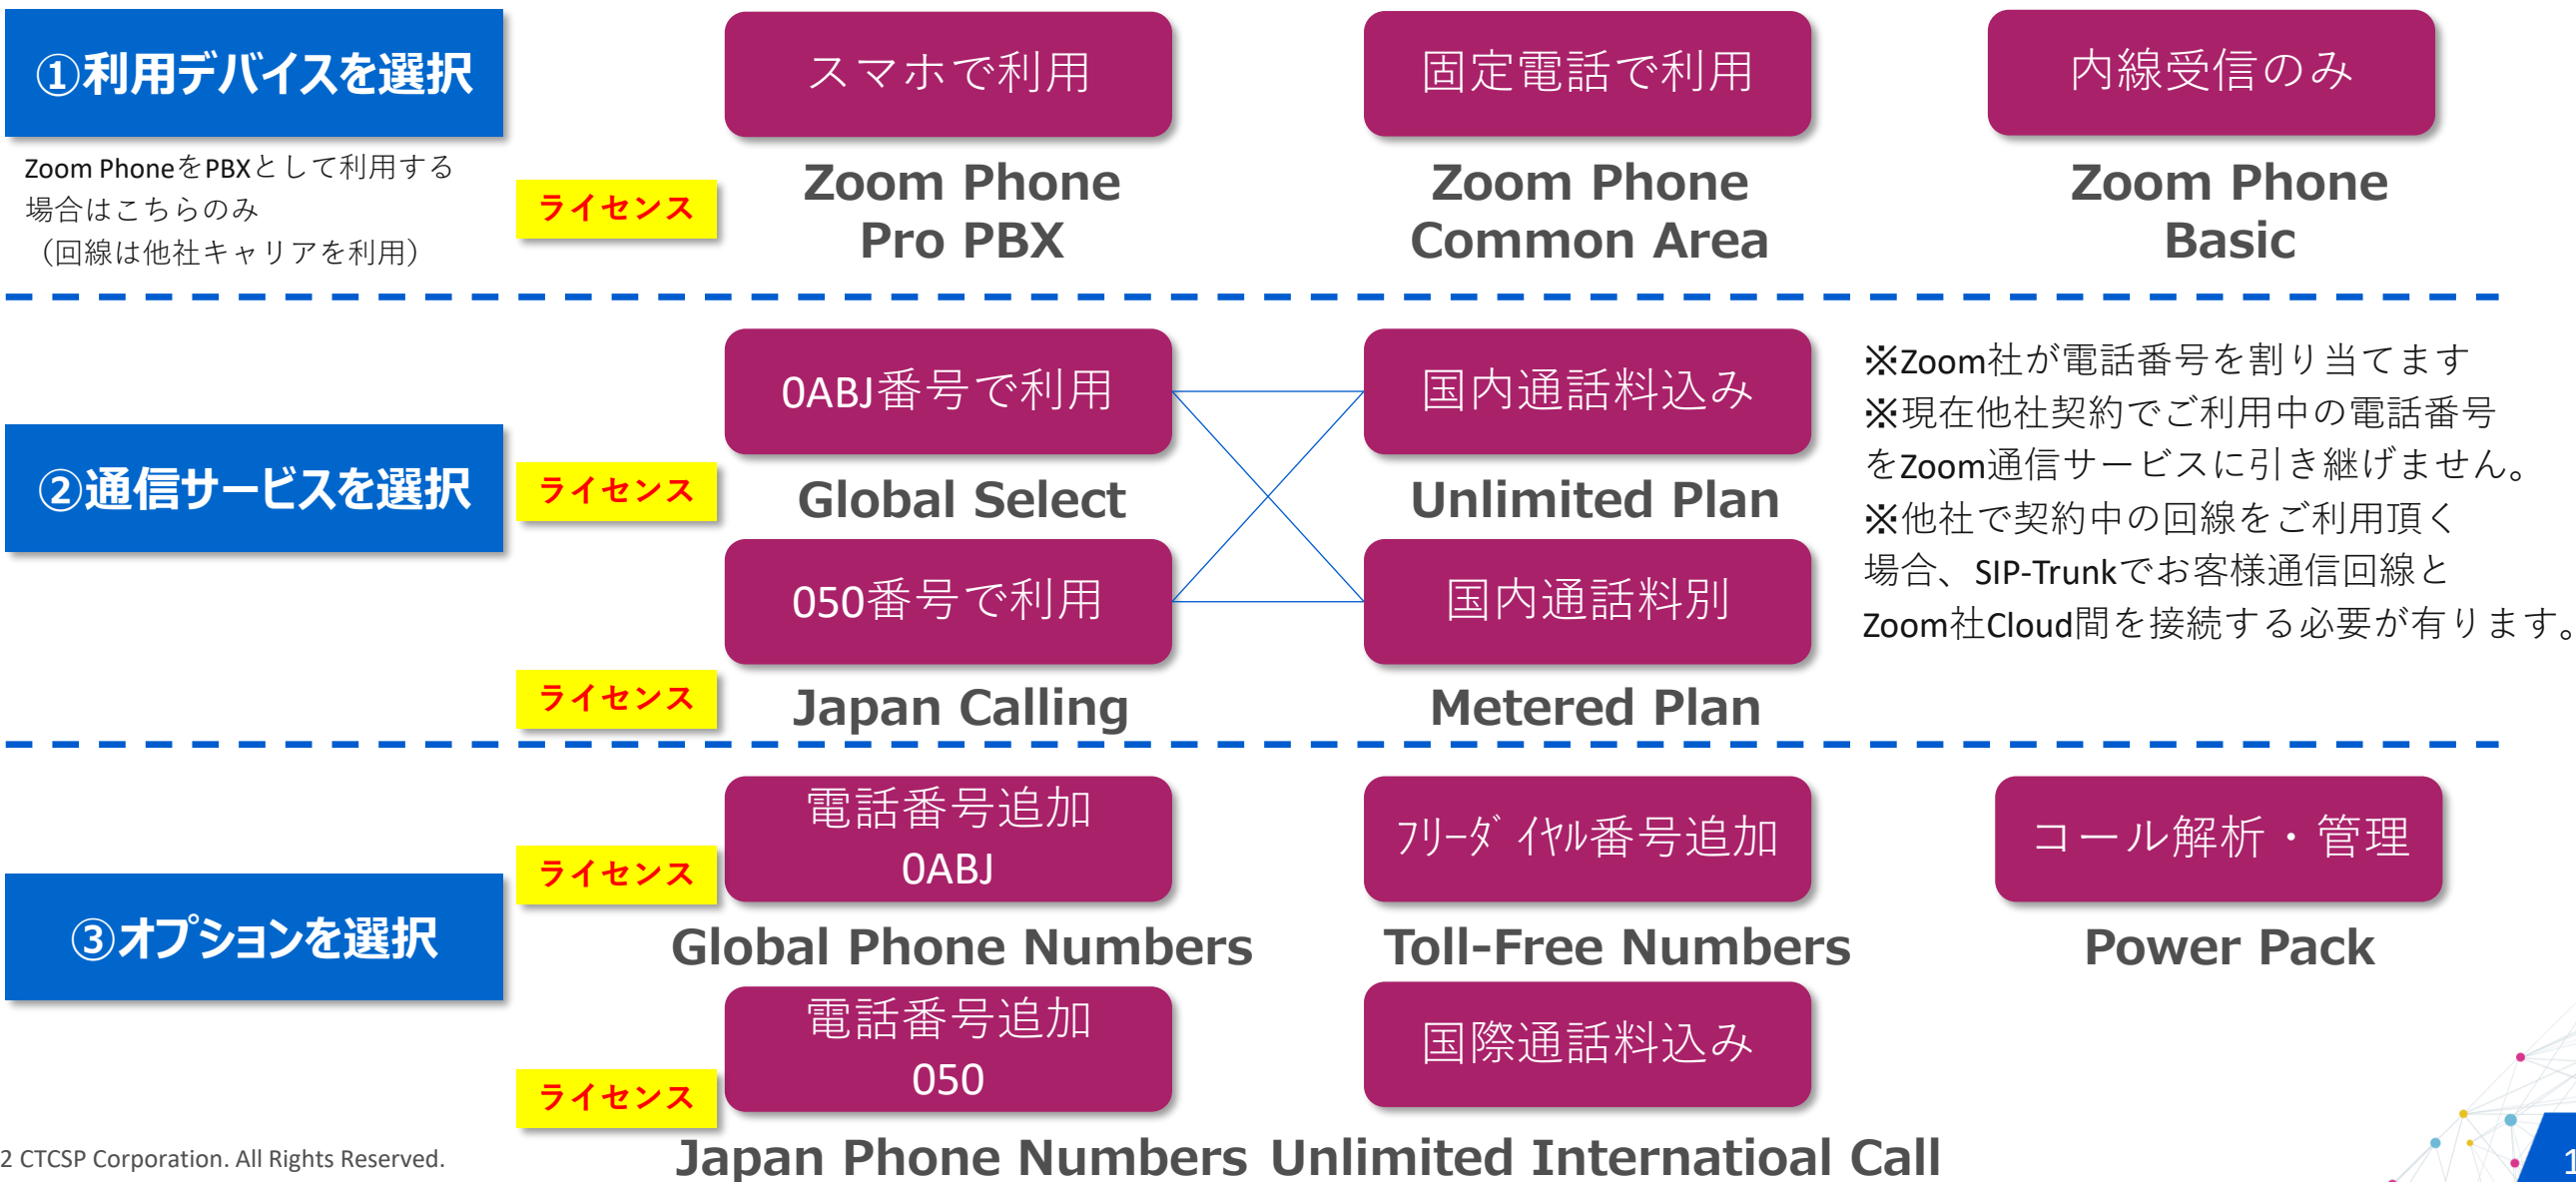 ①利用デバイスを選択
スマホで利用
固定電話で利用
内線受信のみ
Zoom PhoneをPBXとして利用する
場合はこちらのみ
（回線は他社キャリアを利用）
ライセンス
Zoom Phone
Pro PBX
Zoom Phone
Common Area
Zoom Phone
Basic
②通信サービスを選択
ライセンス
0ABJ番号で利用
Global Select
国内通話料込み
Unlimited Plan
ライセンス
050番号で利用
Japan Calling
国内通話料別
Metered Plan
※Zoom社が電話番号を割り当てます
※現在他社契約でご利用中の電話番号
をZoom通信サービスに引き継げません。
※他社で契約中の回線をご利用頂く
場合、SIP-Trunkでお客様通信回線と
Zoom社Cloud間を接続する必要が有ります。
③オプションを選択
ライセンス
電話番号追加
0ABJ
Global Phone Numbers
ﾌﾘｰﾀﾞｲﾔﾙ番号追加
Toll-Free Numbers
コール解析・管理
Power Pack
ライセンス
電話番号追加
050
Japan Phone Numbers
国際通話料込み
Unlimited Internatioal Call
2 CTCSP Corporation. All Rights Reserved.
1